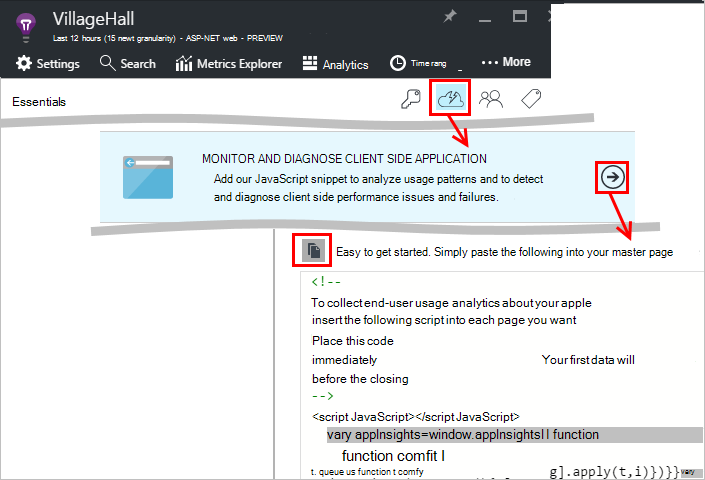 VillageHall
Last 12 hours (15 newt granularity) - ASP-NET web - PREVIEW
Settings Search Metrics Explorer Analytics Time rang ••• More
Essentials
MONITOR AND DIAGNOSE CLIENT SIDE APPLICATION
Add our JavaScript snippet to analyze usage patterns and to detect
and diagnose client side performance issues and failures.
Easy to get started. Simply paste the following into your master page
<!--
To collect end-user usage analytics about your apple
insert the following script into each page you want
Place this code
immediately Your first data will
before the closing
-->
<script JavaScript></script JavaScript>
vary applnsights=window.applnsightsll function
function comfit l
t. queue us function t comfy g].apply(t,i)})}} vary